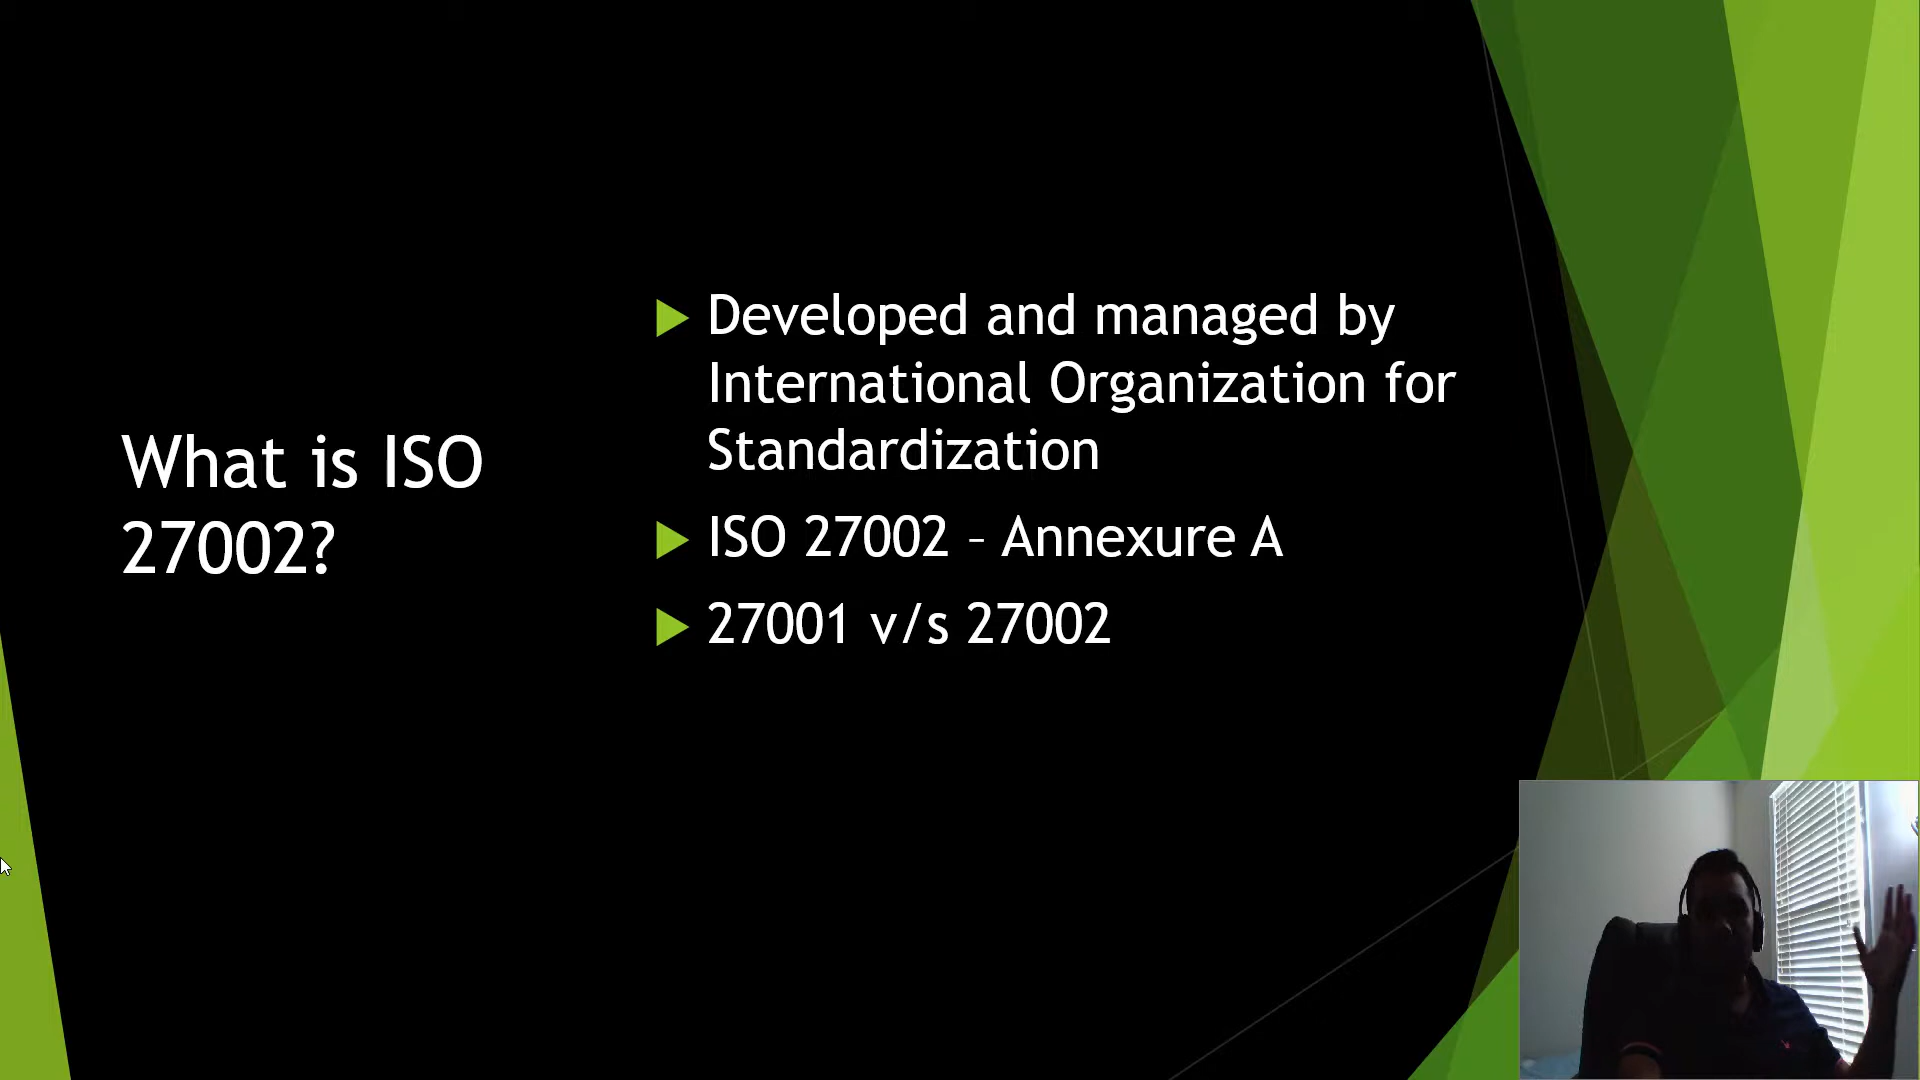 What is ISO
27002?
Developed and managed by
International Organization for
Standardization
ISO 27002 – Annexure A
27001 v/s 27002